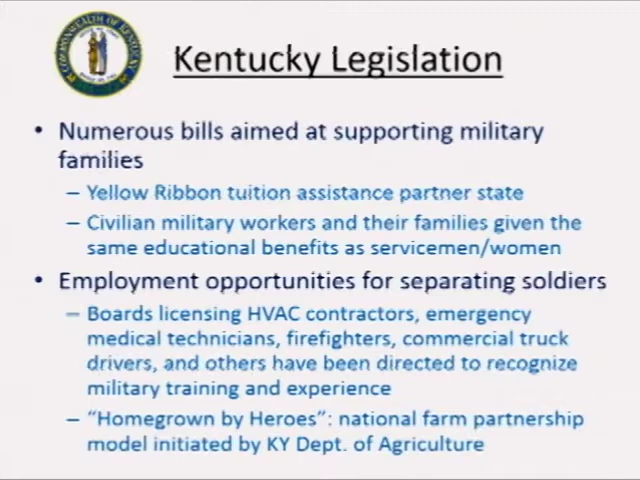 COMMONWEALTH OF KENTUCKY
Kentucky Legislation
• Numerous bills aimed at supporting military
families
– Yellow Ribbon tuition assistance partner state
– Civilian military workers and their families given the
same educational benefits as servicemen/women
• Employment opportunities for separating soldiers
– Boards licensing HVAC contractors, emergency
medical technicians, firefighters, commercial truck
drivers, and others have been directed to recognize
military training and experience
– “Homegrown by Heroes”: national farm partnership
model initiated by KY Dept. of Agriculture